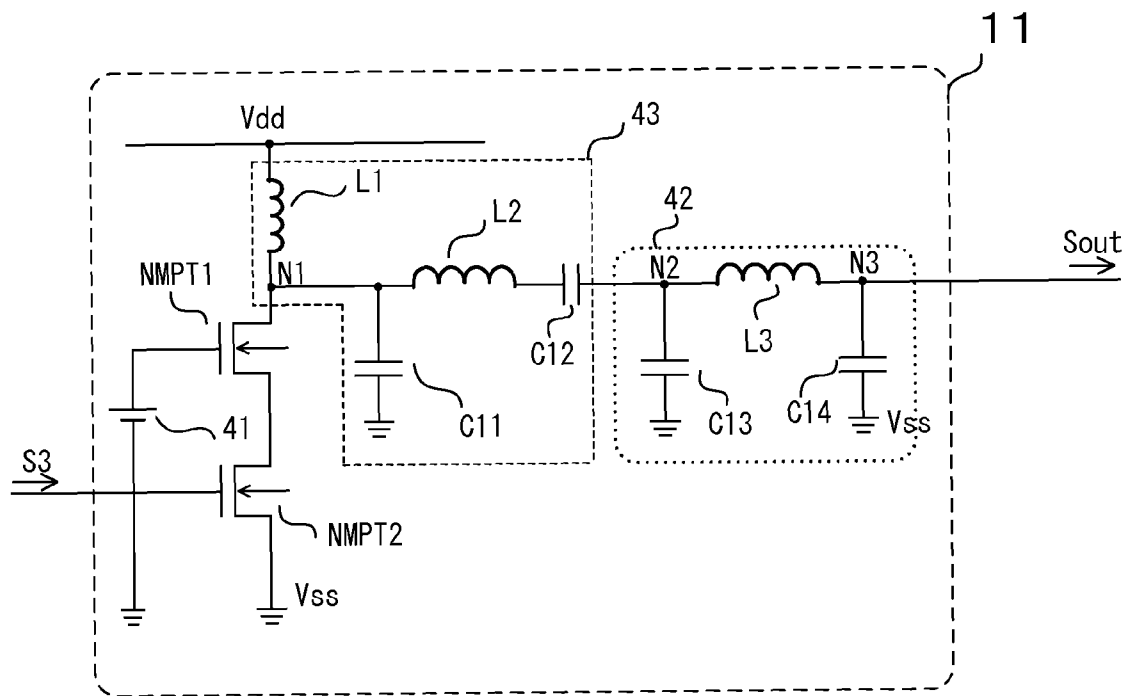 11
Vdd
43
L1
L2
42
Sout
NMPT1
N1
N2
N3
C12
L3
C11
C13
C14
Vss
41
S3
NMPT2
Vss